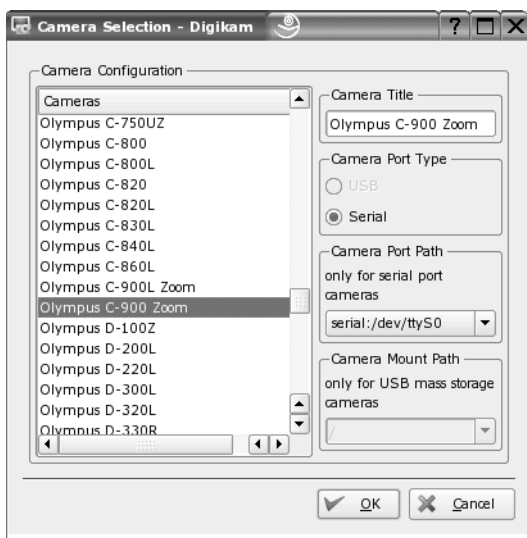 Camera Selection - Digikam
?
Camera Configuration
Cameras
Olympus C-750UZ
Olympus C-800
Olympus C-800L
Olympus C-820
Olympus C-820L
Olympus C-830L
Olympus C-840L
Olympus C-860L
Olympus C-900L Zoom
Olympus C-900 Zoom
Olympus D-100Z
Olympus D-200L
Olympus D-220L
Olympus D-300L
Olympus D-320L
Olympus D-330R
Camera Title
Olympus C-900 Zoom
Camera Port Type
USB
Serial
Camera Port Path
only for serial port
cameras
serial:/dev/ttyS0
Camera Mount Path
only for USB mass storage
cameras
/
OK
Cancel